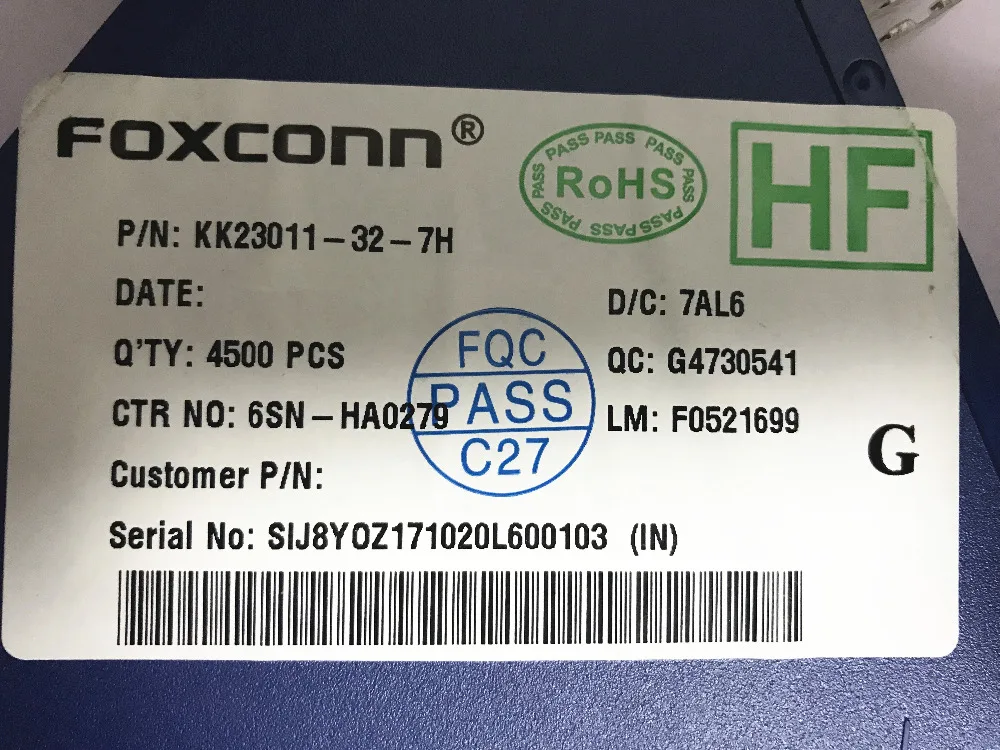 FOXCONN®
PASS PASS PASS PASS PASS PASS PASS PASS PASS
RoHS
HF
P/N: KK23011-32-7H
DATE:
D/C: 7AL6
Q'TY: 4500 PCS
QC: G4730541
CTR NO: 6SN-HA0279
LM: F0521699
FQC
PASS
C27
G
Customer P/N:
Serial No: SIJ8YOZ171020L600103 (IN)